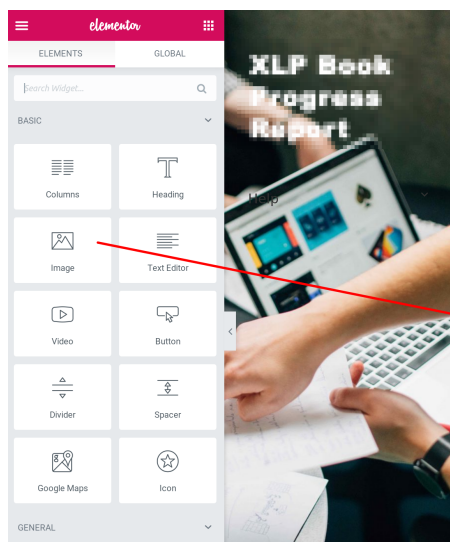 elementor
ELEMENTS GLOBAL
Search Widget...
BASIC
Columns Heading
Image Text Editor
Video Button
Divider Spacer
Google Maps Icon
GENERAL
XLP Book
Progress
Report
Help